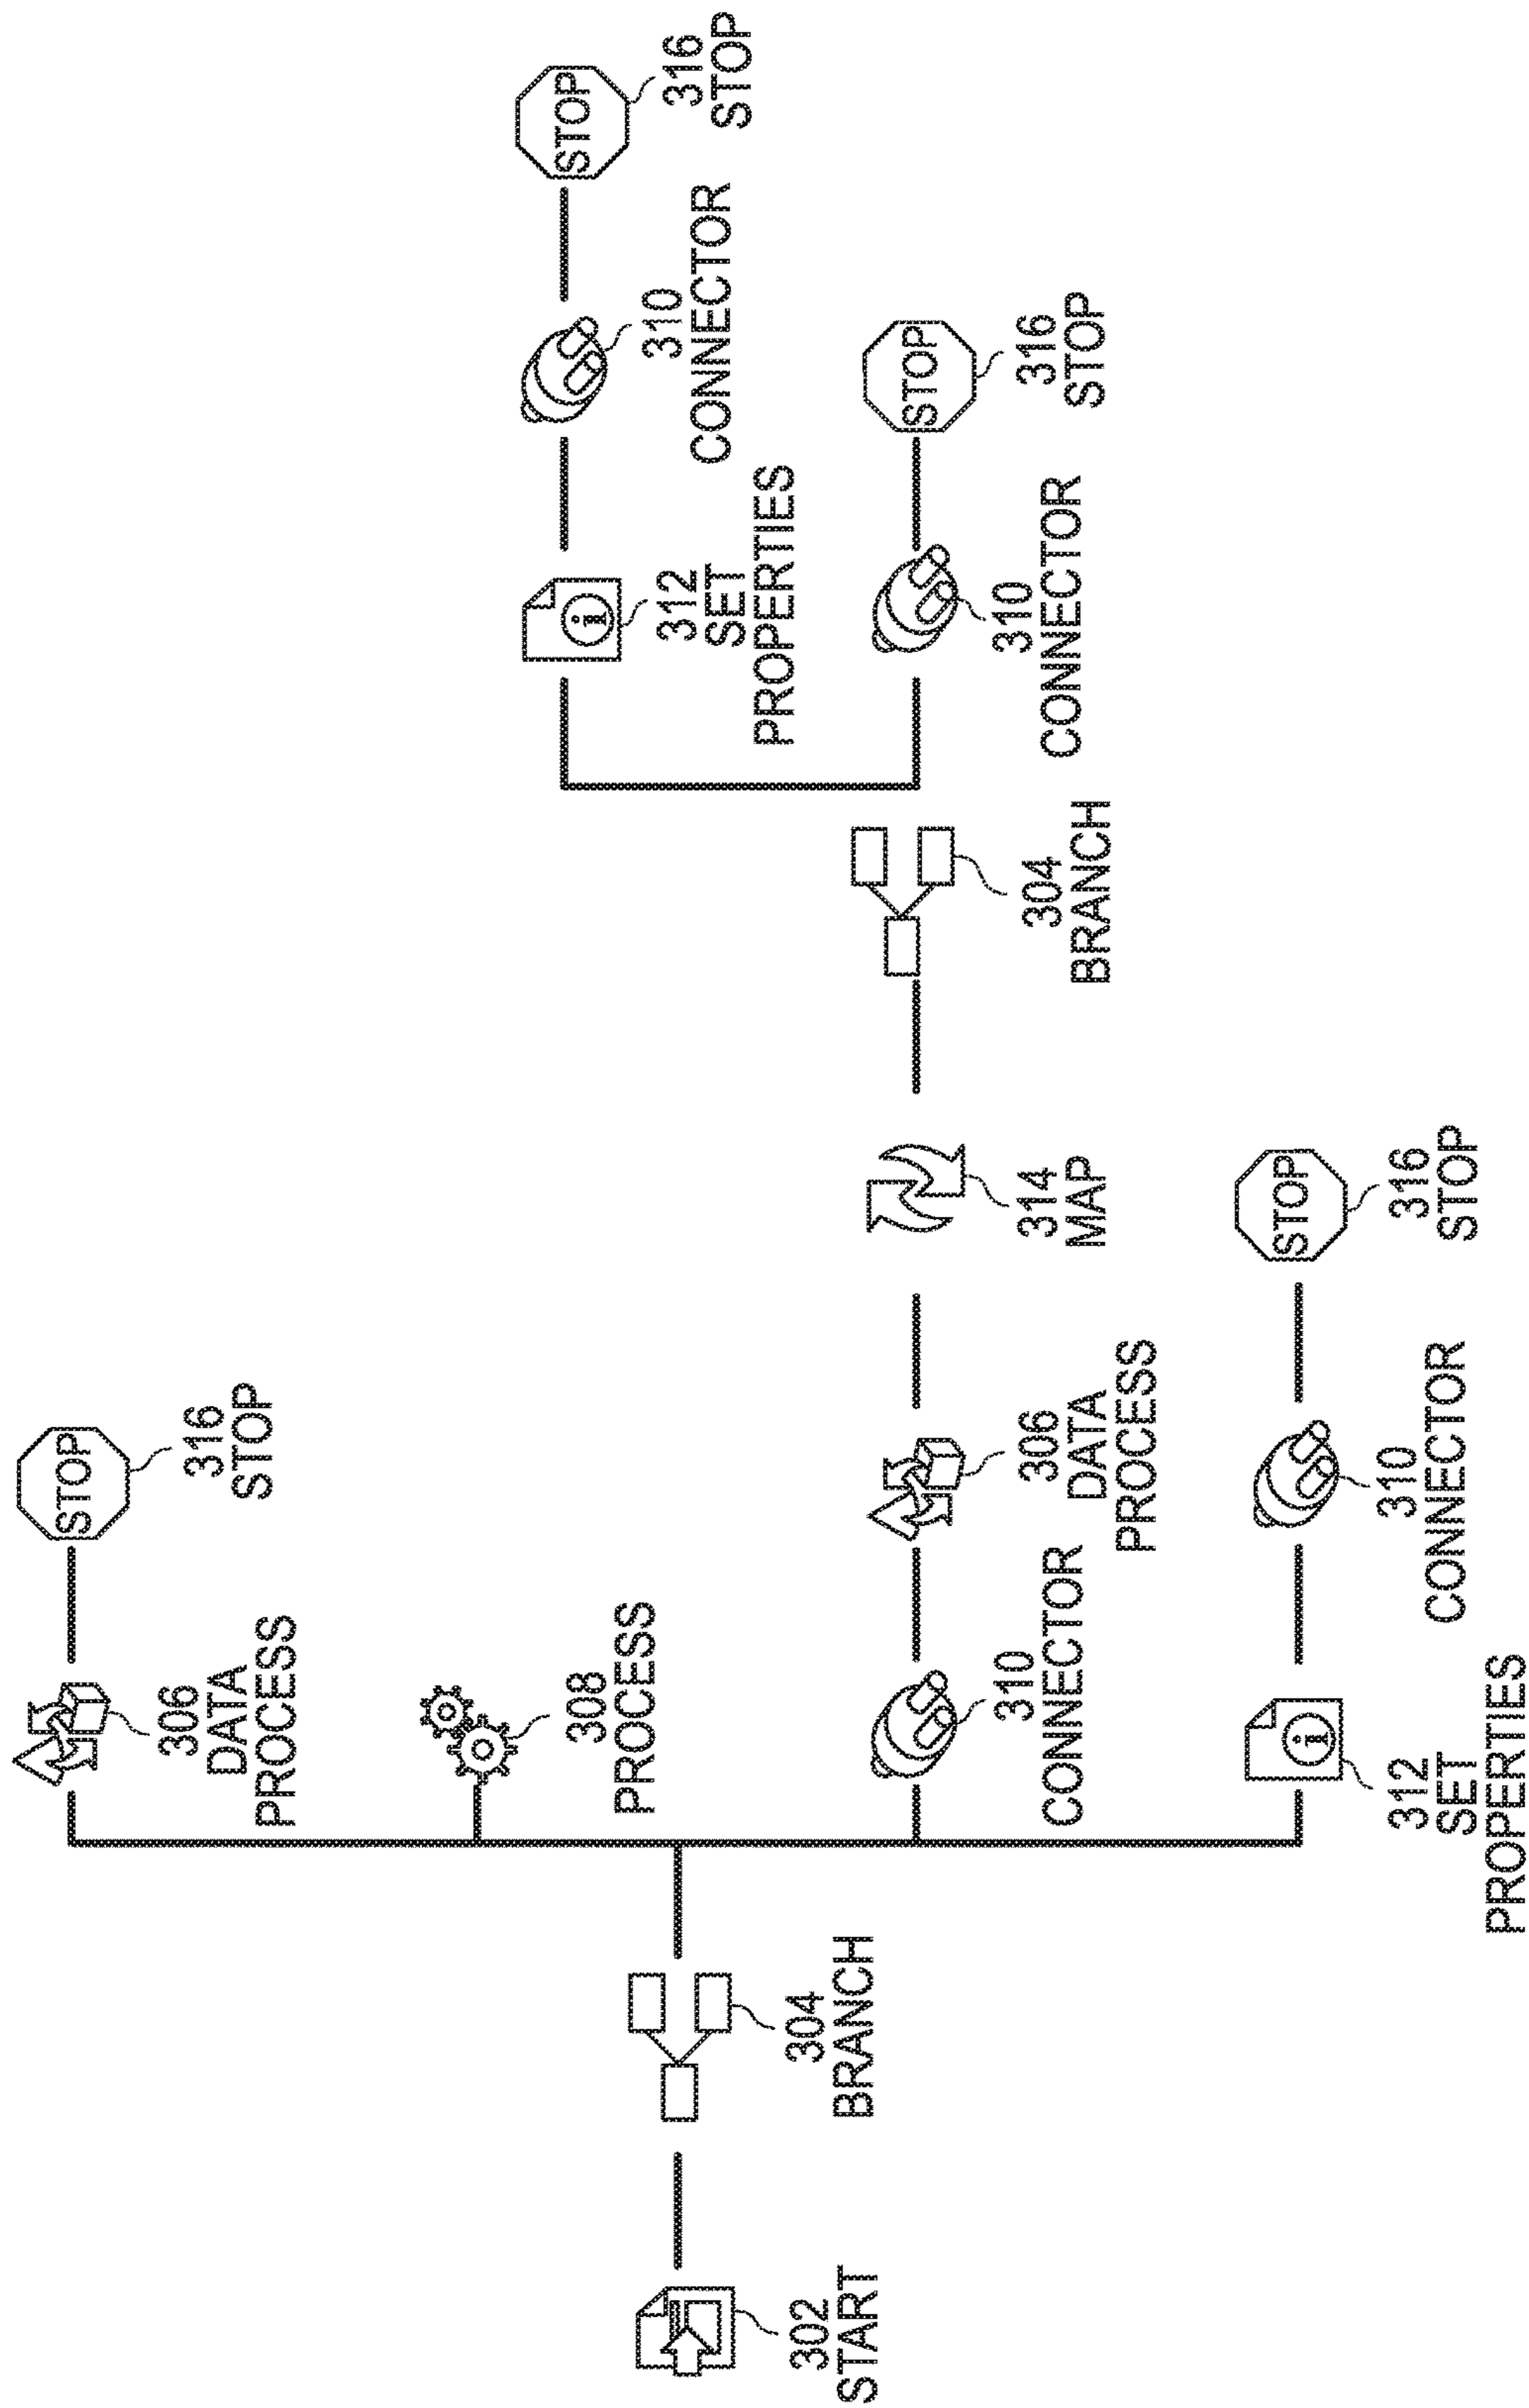 302
START
304
BRANCH
306
DATA
PROCESS
STOP
316
STOP
308
PROCESS
310
CONNECTOR
306
DATA
PROCESS
314
MAP
304
BRANCH
312
SET
PROPERTIES
310
CONNECTOR
STOP
316
STOP
310
CONNECTOR
STOP
316
STOP
312
SET
PROPERTIES
310
CONNECTOR
STOP
316
STOP